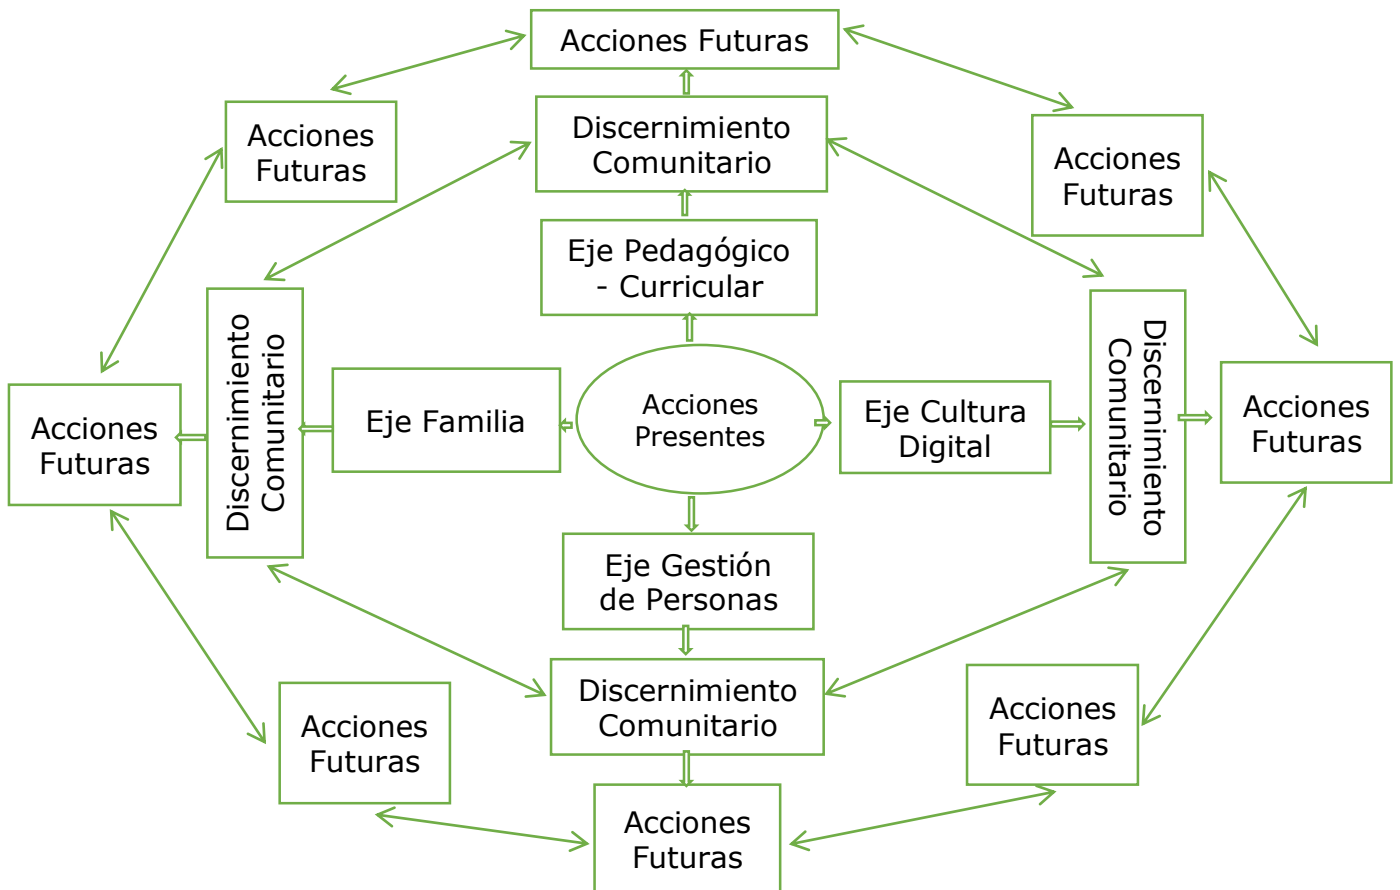 Acciones Futuras
Acciones
Futuras
Discernimiento
Comunitario
Acciones
Futuras
Eje Pedagógico
- Curricular
Discernimiento
Comunitario
Discernimiento
Comunitario
Acciones
Futuras
Eje Familia
Acciones
Presentes
Eje Cultura
Digital
Acciones
Futuras
Eje Gestión
de Personas
Discernimiento
Comunitario
Acciones
Futuras
Acciones
Futuras
Acciones
Futuras